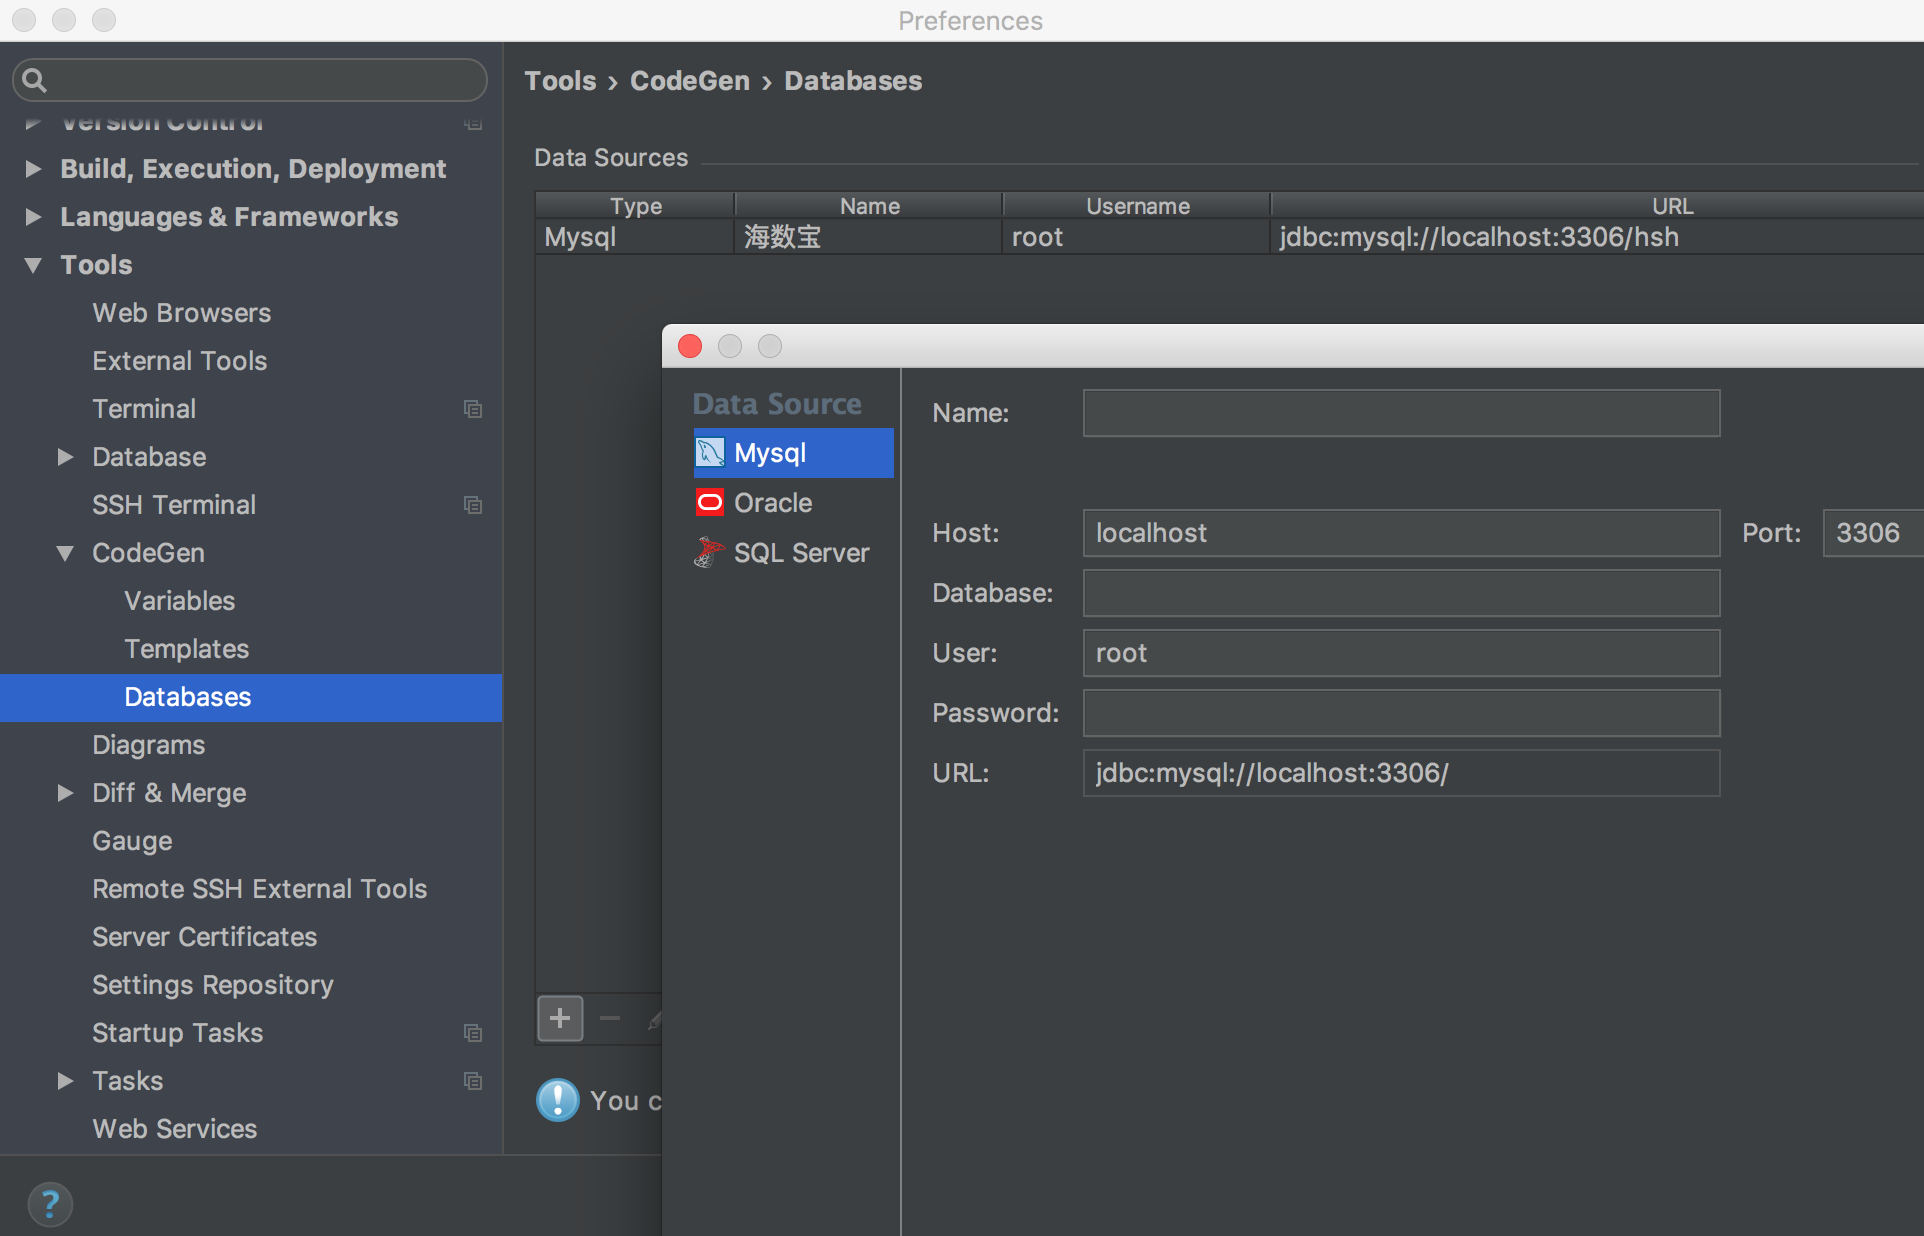 Preferences
Version Control
Build, Execution, Deployment
Languages & Frameworks
Tools
Web Browsers
External Tools
Terminal
Database
SSH Terminal
CodeGen
Variables
Templates
Databases
Diagrams
Diff & Merge
Gauge
Remote SSH External Tools
Server Certificates
Settings Repository
Startup Tasks
Tasks
Web Services
?
Tools › CodeGen › Databases
Data Sources
Type Name Username URL
Mysql 海数宝 root jdbc:mysql://localhost:3306/hsh
You c
Data Source
Mysql
Oracle
SQL Server
Name:
Host: localhost Port: 3306
Database:
User: root
Password:
URL: jdbc:mysql://localhost:3306/